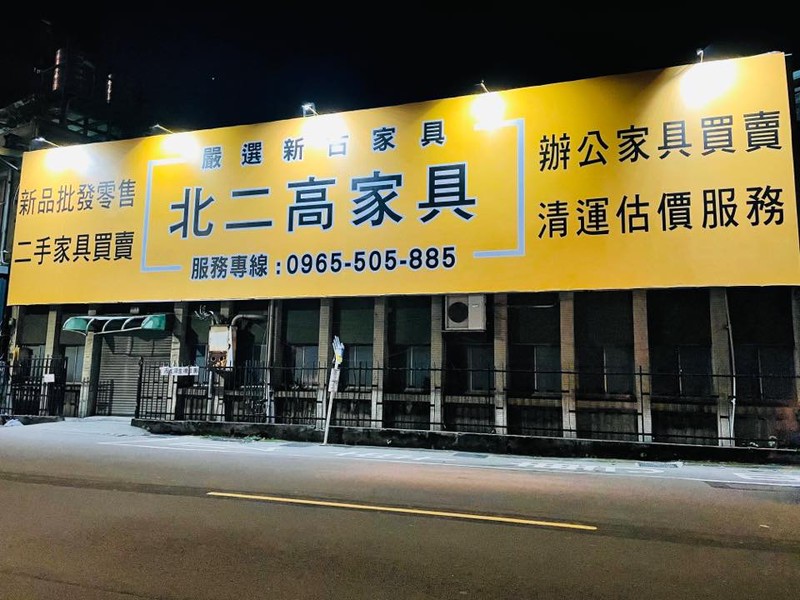 新品批發零售
二手家具買賣
嚴選新古家具
北二高家具
服務專線:0965-505-885
辦公家具買賣
清運估價服務